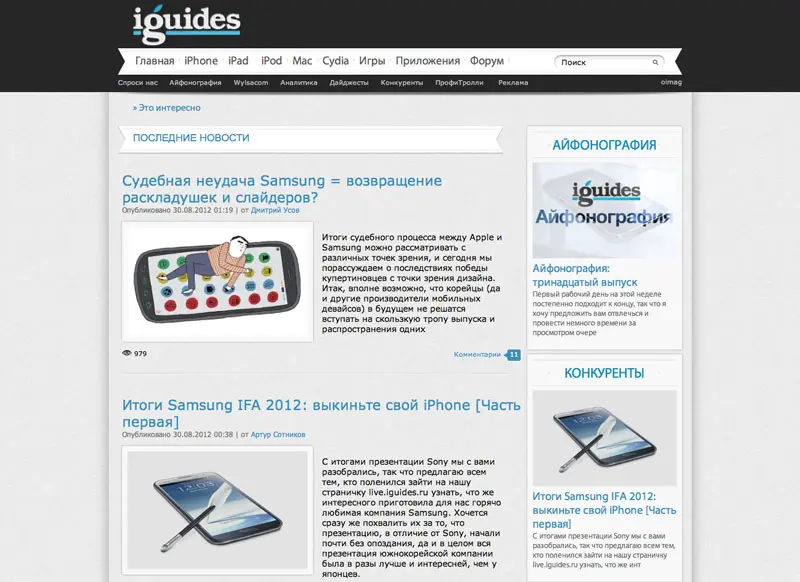 iguides
Главная iPhone iPad iPod Mac Cydia Игры Приложения Форум
Поиск
Спроси нас Айфонография Wylsacom Аналитика Дайджесты Конкуренты ПрофиТролли Реклама
oimag
» Это интересно
ПОСЛЕДНИЕ НОВОСТИ
Судебная неудача Samsung = возвращение
раскладушек и слайдеров?
Опубликовано 30.08.2012 01:19 | от Дмитрий Усов
Итоги судебного процесса между Apple и
Samsung можно рассматривать с
различных точек зрения, и сегодня мы
порассуждаем о последствиях победы
купертиновцев с точки зрения дизайна.
Итак, вполне возможно, что корейцы (да
и другие производители мобильных
девайсов) в будущем не решатся
вступать на скользкую тропу выпуска и
распространения одних
979
Комментарии 11
Итоги Samsung IFA 2012: выкиньте свой iPhone [Часть
первая]
Опубликовано 30.08.2012 00:38 | от Артур Сотников
12:03
С итогами презентации Sony мы с вами
разобрались, так что предлагаю всем
тем, кто поленился зайти на нашу
страничку live.iguides.ru узнать, что же
интересного приготовила для нас горячо
любимая компания Samsung. Хочется
сразу же похвалить их за то, что
презентацию, в отличие от Sony, начали
почти без опоздания, да и в целом вся
презентация южнокорейской компании
была в разы лучше и интересней, чем у
японцев.
АЙФОНОГРАФИЯ
iguides
Айфонография
Айфонография:
тринадцатый выпуск
Первый рабочий день на этой неделе
постепенно подходит к концу, так что я
хочу предложить вам отвлечься и
провести немного времени за
просмотром очере
КОНКУРЕНТЫ
12:03
Итоги Samsung IFA 2012:
выкиньте свой iPhone [Часть
первая]
С итогами презентации Sony мы с вами
разобрались, так что предлагаю всем тем,
кто поленился зайти на нашу страничку
live.iguides.ru узнать, что же инт